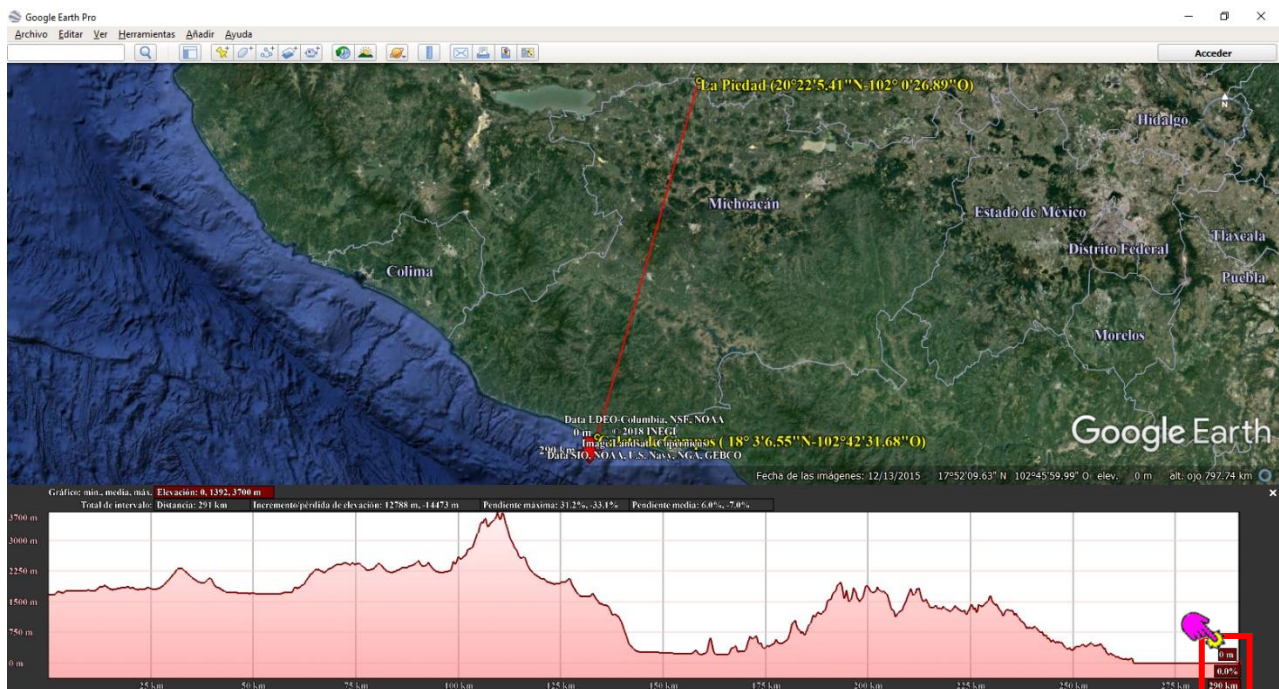 Google Earth Pro
Archivo Editar Ver Herramientas Añadir Ayuda
Acceder
La Piedad (20°22'5.41"N-102° 0'26.89"O)
Hidalgo
N
Michoacán
Estado de México
Tlaxcala
Distrito Federal
Puebla
Colima
Morelos
Data LDEO-Columbia, NSF, NOAA
0 m © 2018 INEGI
Image Landsat / Copernicus
Campos ( 18° 3'6.55"N-102°42'31.68"O)
290 km
Data SIO, NOAA, U.S. Navy, NGA, GEBCO
Google Earth
Fecha de las imágenes: 12/13/2015 17°52'09.63" N 102°45'59.99" O elev. 0 m alt. ojo 797.74 km
Gráfico: mín., media, máx. Elevación: 0, 1392, 3700 m
Total de intervalo: Distancia: 291 km Incremento/pérdida de elevación: 12788 m, -14473 m Pendiente máxima: 31.2%, -33.1% Pendiente media: 6.0%, -7.0%
3700 m
3000 m
2250 m
1500 m
750 m
0 m
0 m
0.0%
25 km 50 km 75 km 100 km 125 km 150 km 175 km 200 km 225 km 250 km 275 km 290 km